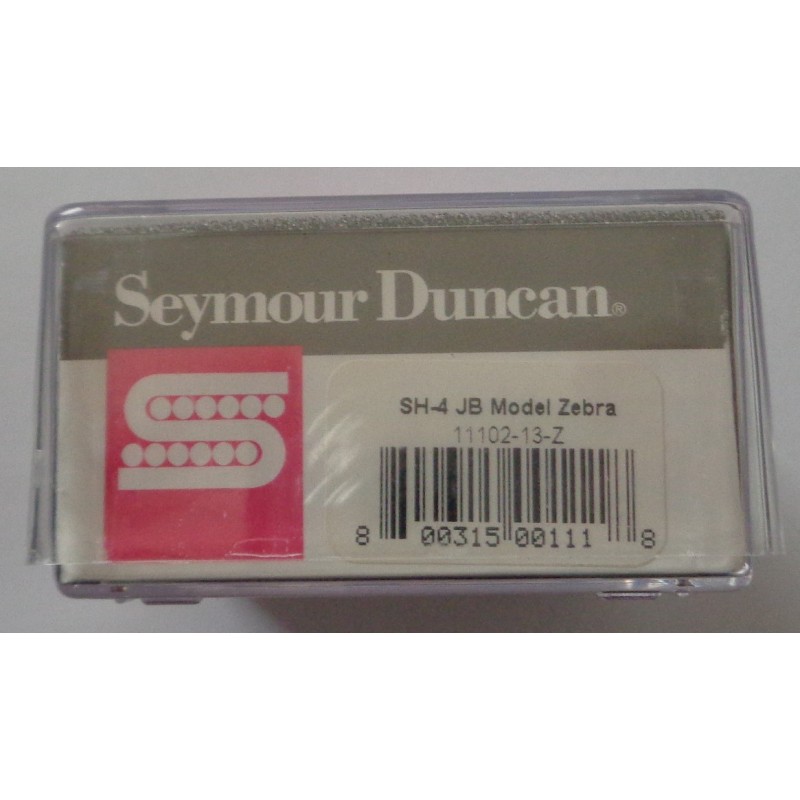 Seymour Duncan®
SH-4 JB Model Zebra
11102-13-Z
8 00315 00111 8